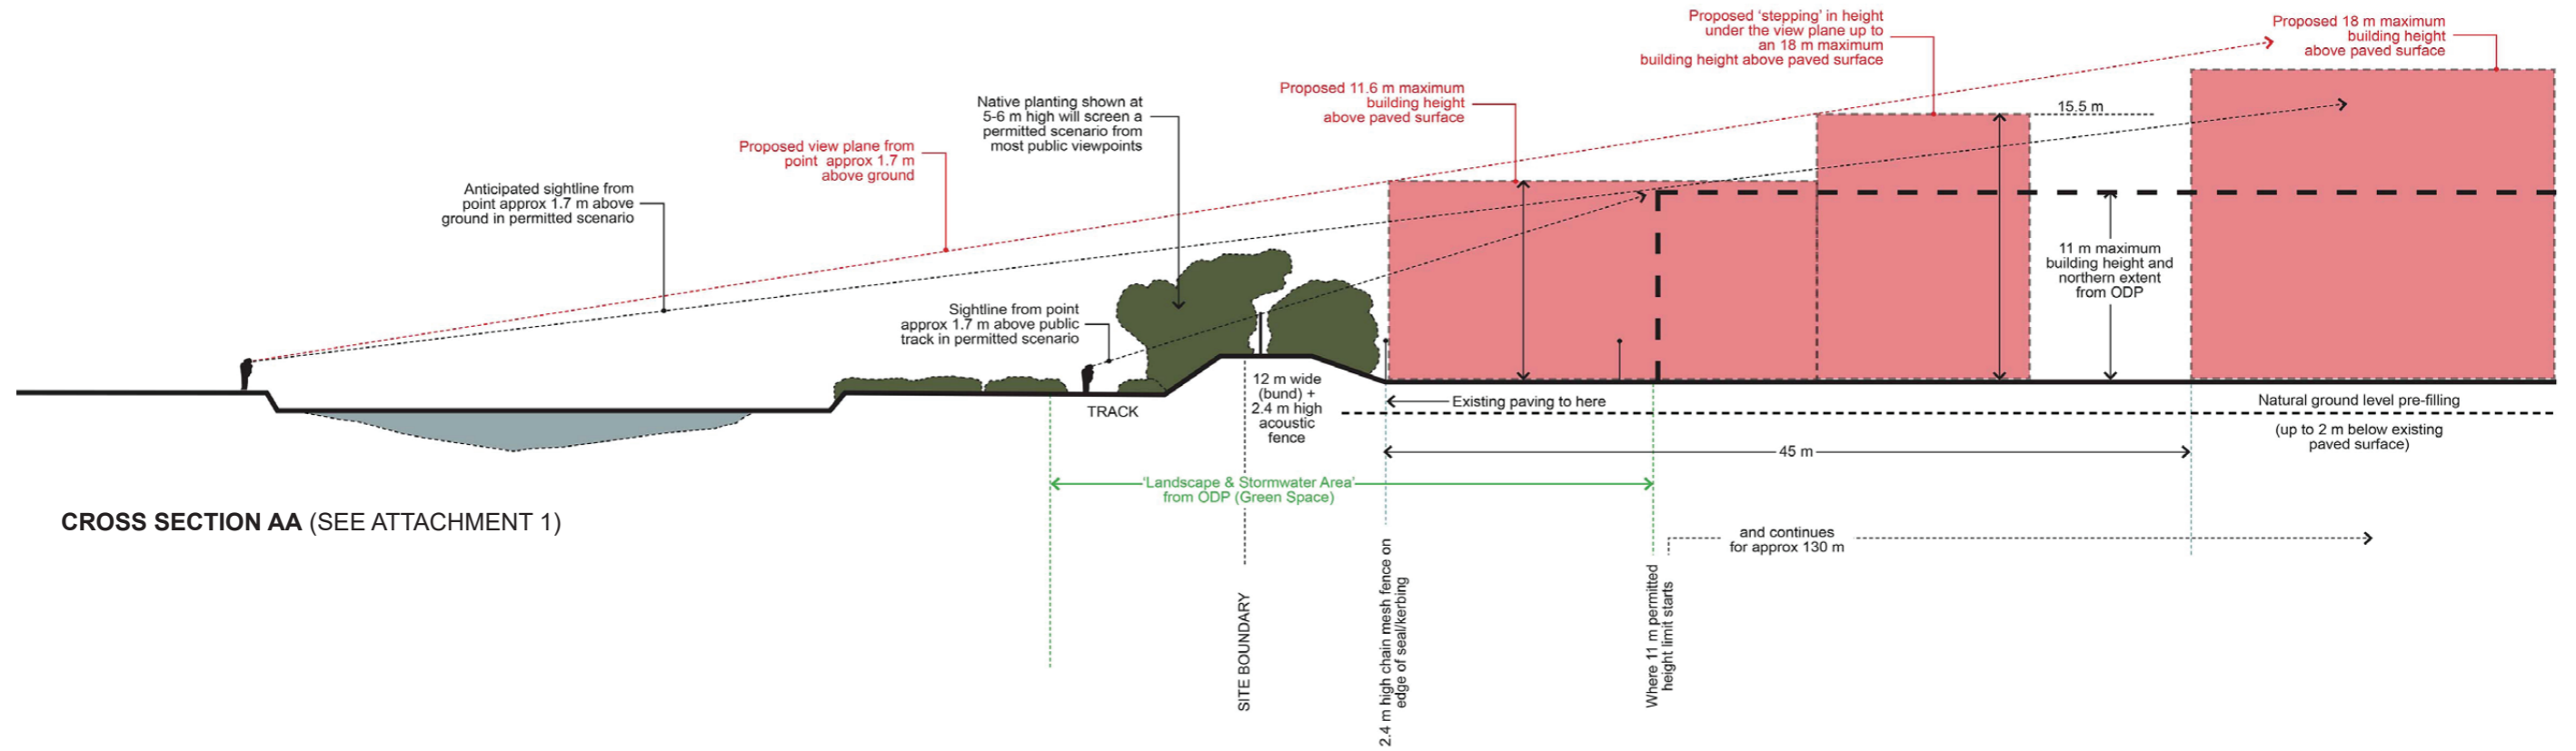 Proposed 'stepping' in height
under the view plane up to
an 18 m maximum
building height above paved surface
Proposed 18 m maximum
building height
above paved surface
Proposed 11.6 m maximum
building height
above paved surface
Native planting shown at
5-6 m high will screen a
permitted scenario from
most public viewpoints
15.5 m
Proposed view plane from
point approx 1.7 m
above ground
Anticipated sightline from
point approx 1.7 m above
ground in permitted scenario
11 m maximum
building height and
northern extent
from ODP
Sightline from point
approx 1.7 m above public
track in permitted scenario
TRACK
12 m wide
(bund) +
2.4 m high
acoustic
fence
Existing paving to here
Natural ground level pre-filling
(up to 2 m below existing
paved surface)
45 m
'Landscape & Stormwater Area'
from ODP (Green Space)
CROSS SECTION AA (SEE ATTACHMENT 1)
and continues
for approx 130 m
SITE BOUNDARY
2.4 m high chain mesh fence on
edge of seal/kerbing
Where 11 m permitted
height limit starts